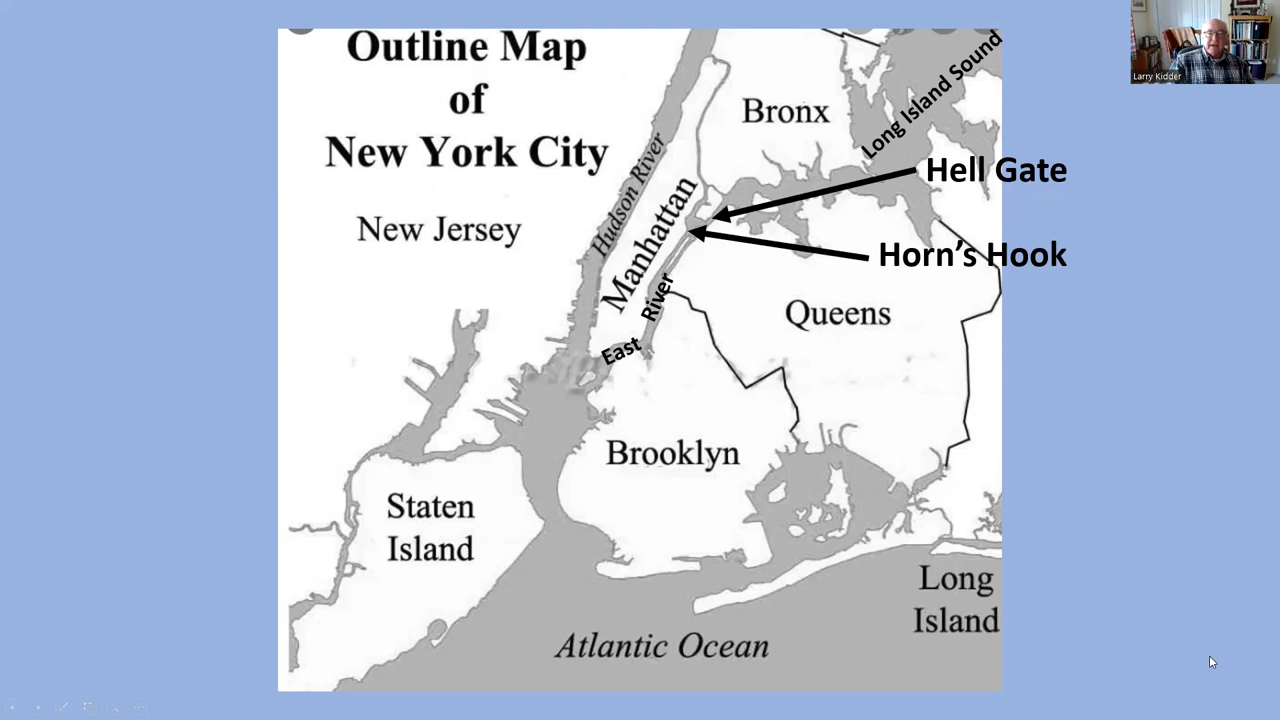 Outline Map
of
New York City
Larry Kidder
Long Island Sound
Bronx
Hell Gate
Hudson River
Manhattan
New Jersey
Horn's Hook
East River
Queens
Brooklyn
Staten
Island
Long
Island
Atlantic Ocean